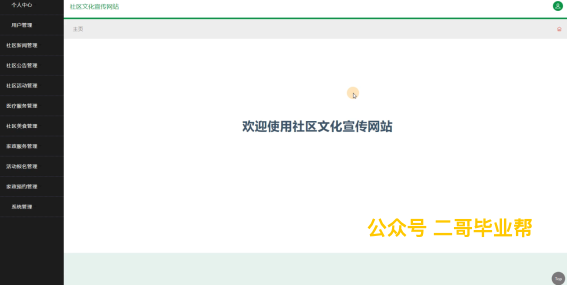 个人中心
社区文化宣传网站
用户管理
主页
社区新闻管理
社区公告管理
社区活动管理
医疗服务管理
社区美食管理
欢迎使用社区文化宣传网站
家政服务管理
活动报名管理
家政预约管理
系统管理
公众号 二哥毕业帮
Top